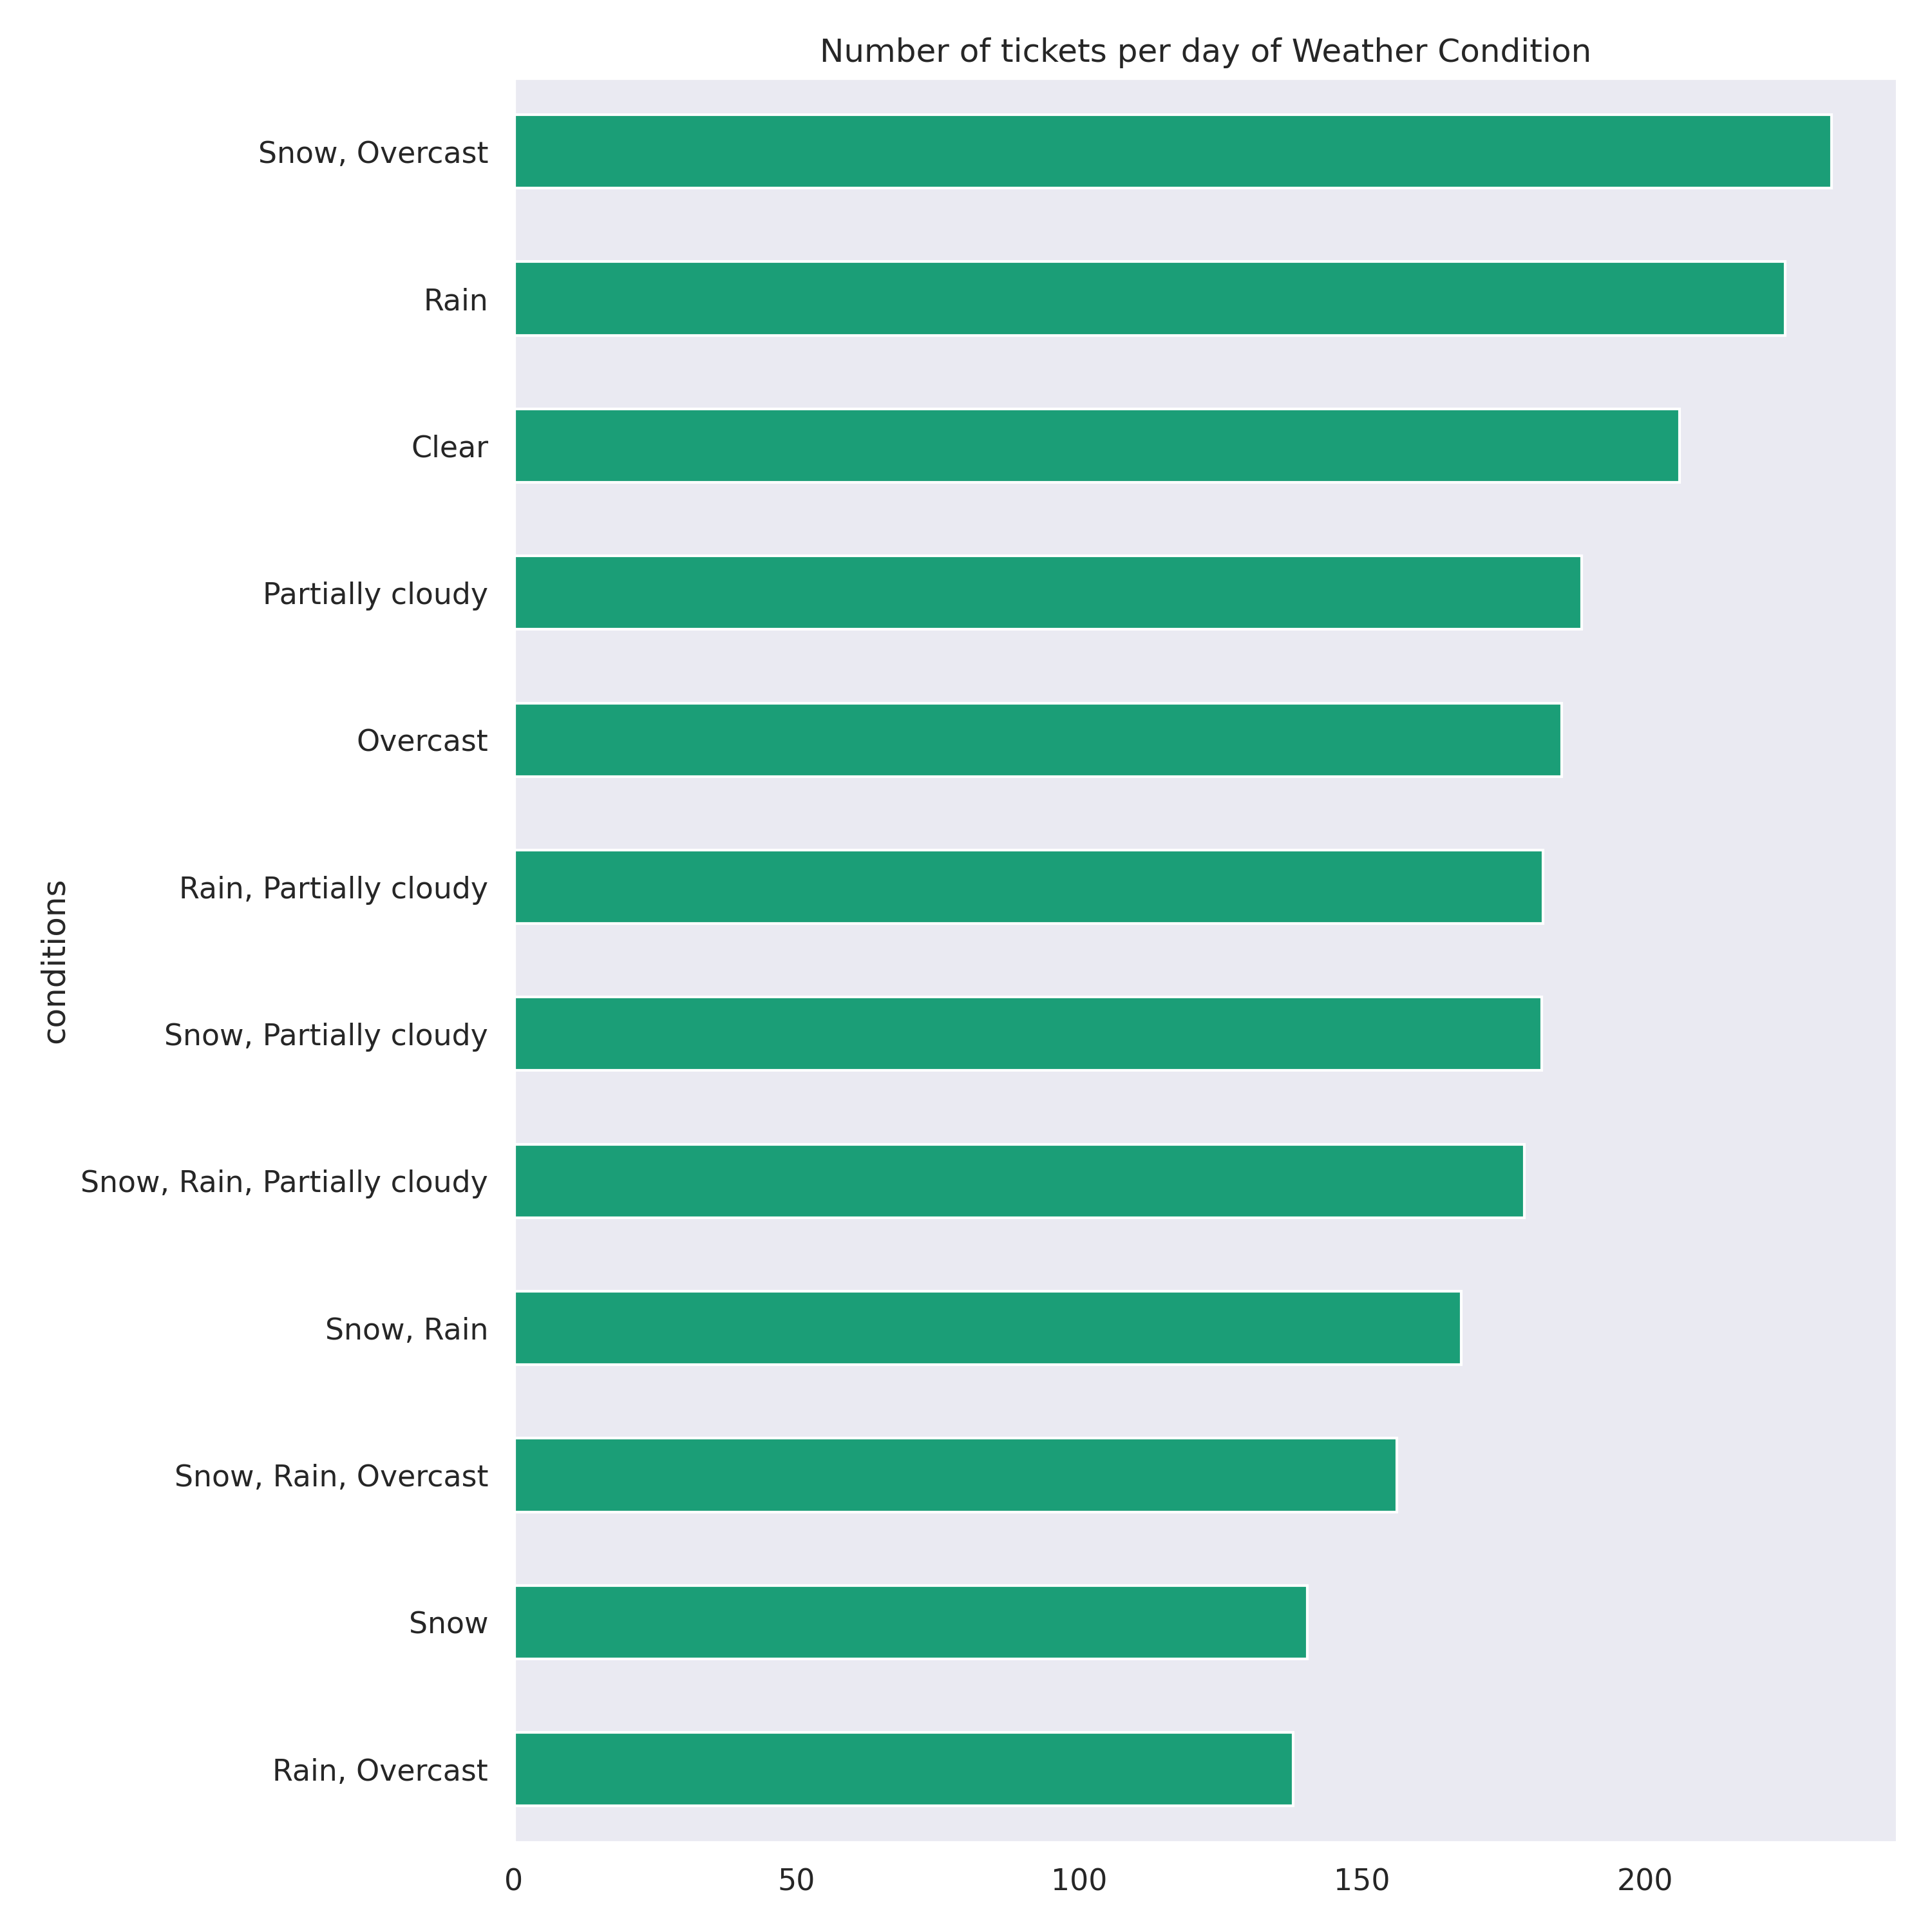 Number of tickets per day of Weather Condition
Snow, Overcast
Rain
Clear
Partially cloudy
Overcast
Rain, Partially cloudy
Snow, Partially cloudy
Snow, Rain, Partially cloudy
Snow, Rain
Snow, Rain, Overcast
Snow
Rain, Overcast
conditions
0 50 100 150 200